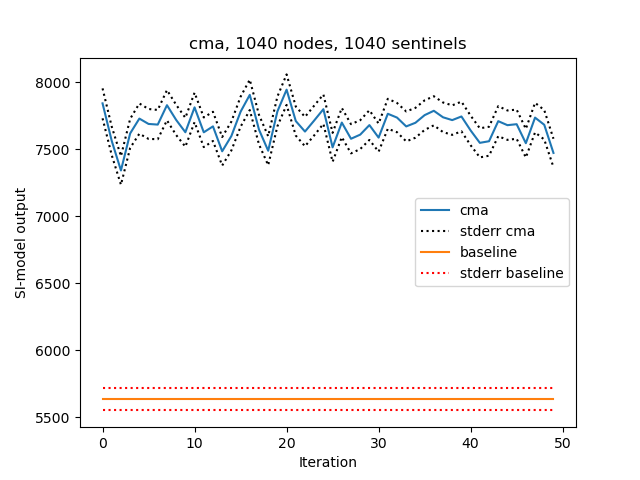 cma, 1040 nodes, 1040 sentinels
8000
7500
7000
6500
6000
5500
SI-model output
cma
stderr cma
baseline
stderr baseline
0
10
20
30
40
50
Iteration